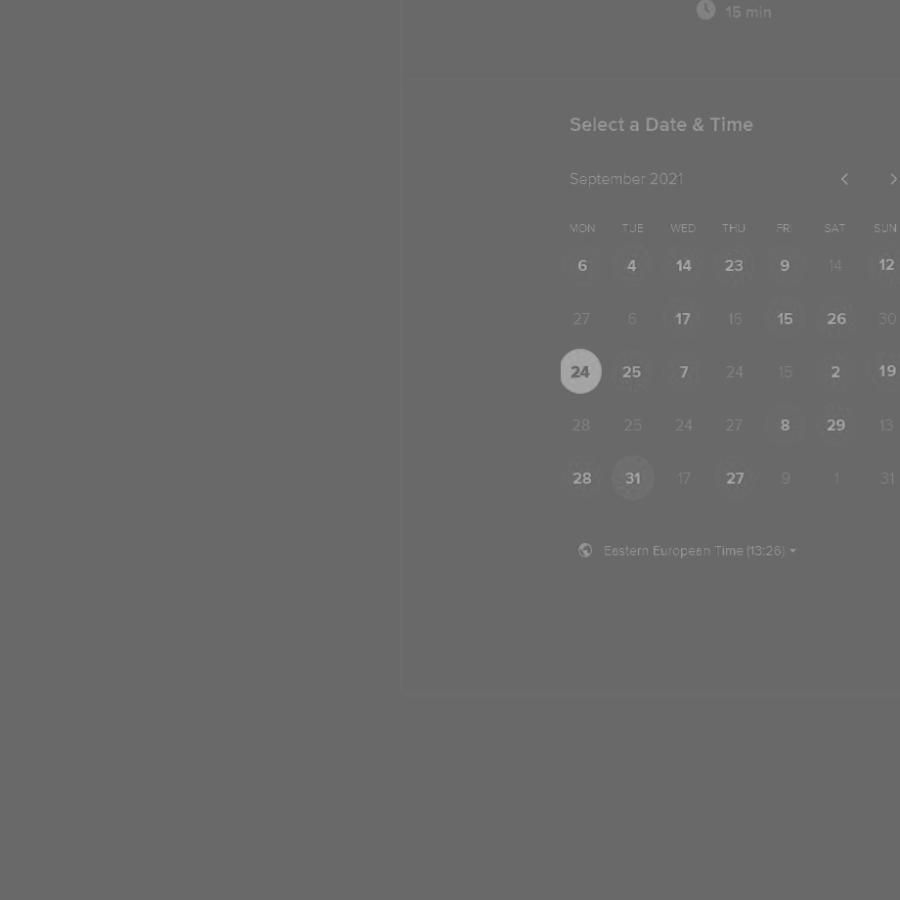 15 min
Select a Date & Time
September 2021
MON TUE WED THU FRI SAT SUN
6 4 14 23 9 14 12
27 6 17 16 15 26 30
24 25 7 24 15 2 19
28 25 24 27 8 29 13
28 31 17 27 9 1 31
Eastern European Time (13:26)